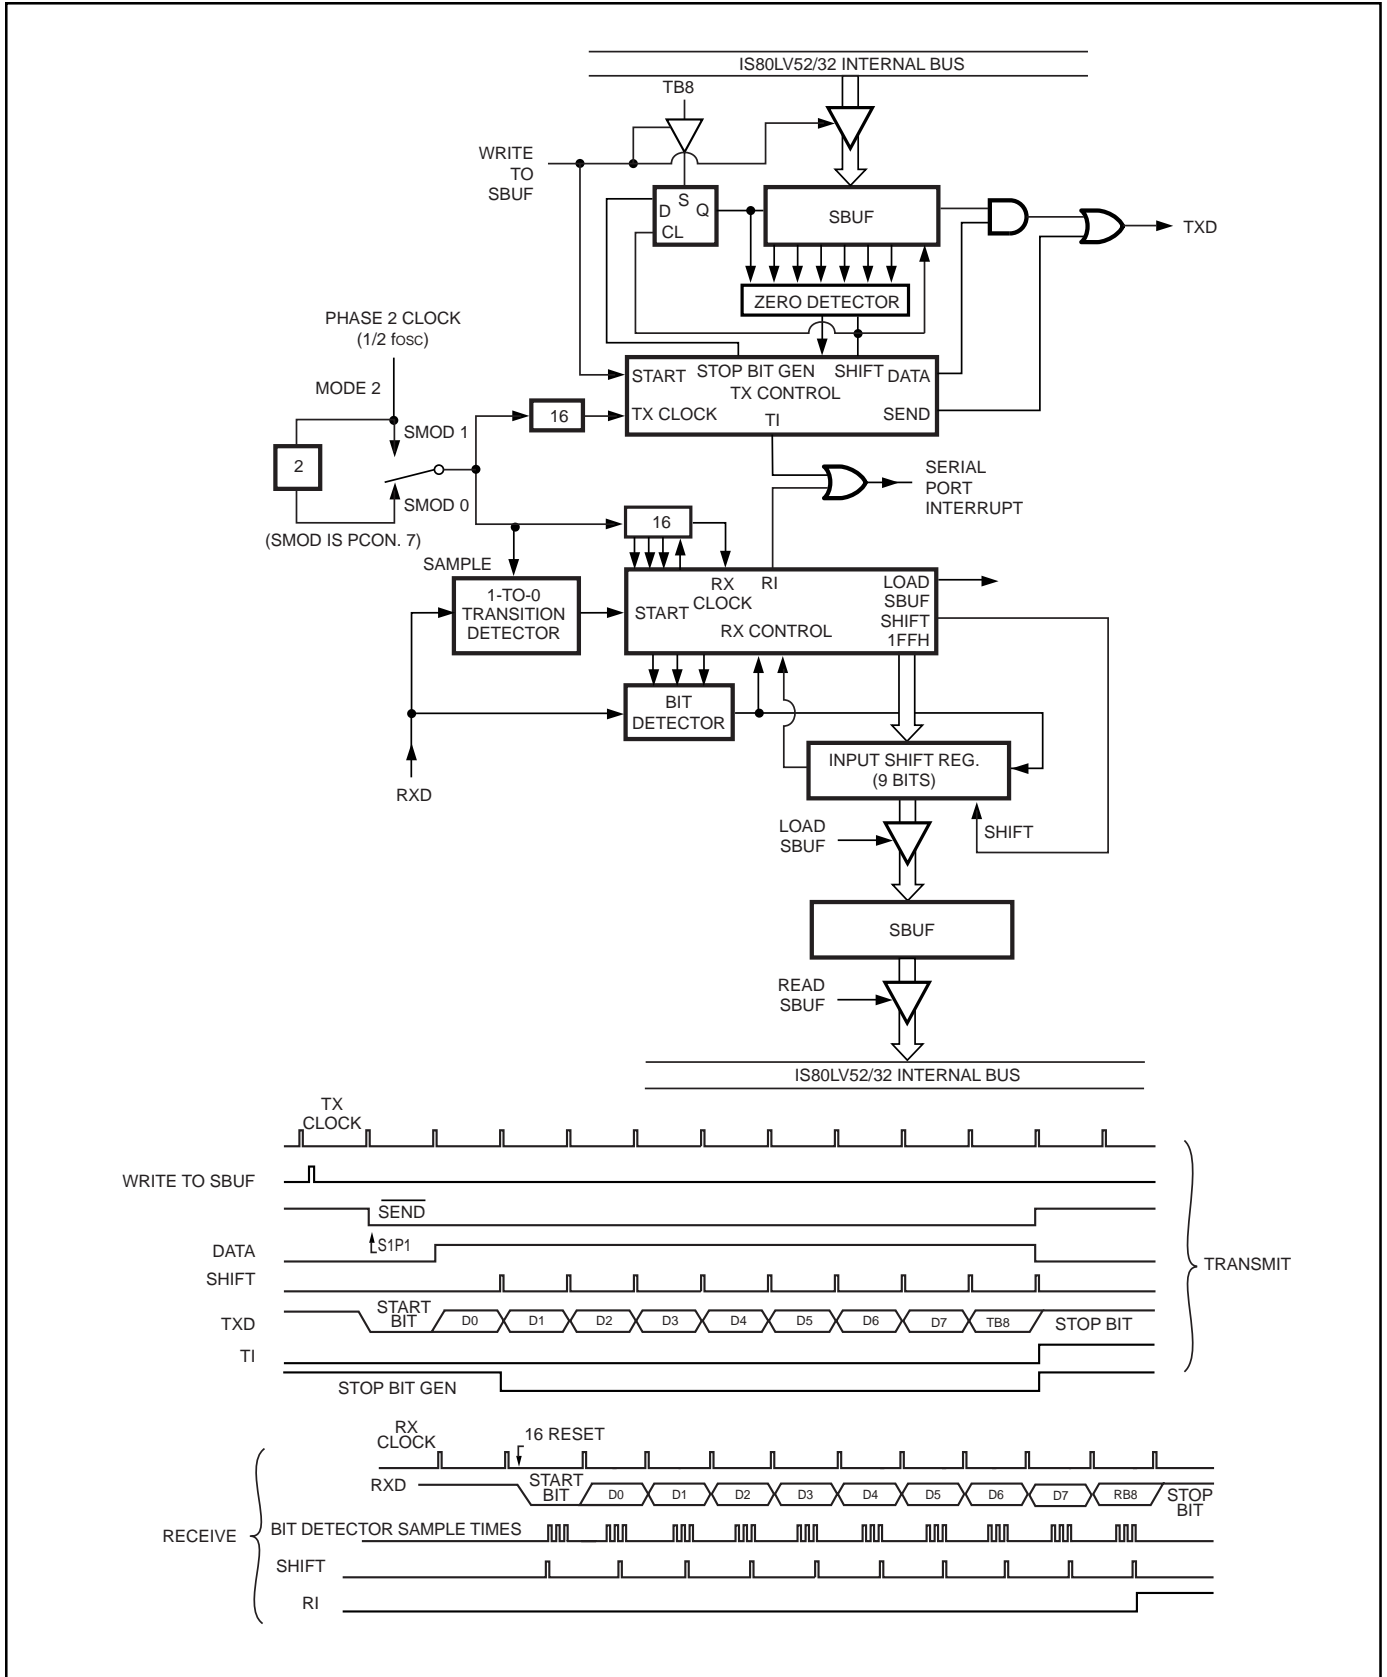 IS80LV52/32 INTERNAL BUS
TB8
WRITE
TO
SBUF
D
S
Q
CL
SBUF
TXD
ZERO DETECTOR
PHASE 2 CLOCK
(1/2 fOSC)
MODE 2
SMOD 1
2
SMOD 0
(SMOD IS PCON. 7)
16
START
STOP BIT GEN
SHIFT
DATA
TX CONTROL
TX CLOCK
TI
SEND
SERIAL
PORT
INTERRUPT
16
SAMPLE
1-TO-0
TRANSITION
DETECTOR
START
RX
CLOCK
RI
RX CONTROL
LOAD
SBUF
SHIFT
1FFH
BIT
DETECTOR
RXD
INPUT SHIFT REG.
(9 BITS)
LOAD
SBUF
SHIFT
SBUF
READ
SBUF
IS80LV52/32 INTERNAL BUS
TX
CLOCK
WRITE TO SBUF
SEND
S1P1
DATA
SHIFT
TXD
START
BIT
D0 D1 D2 D3 D4 D5 D6 D7 TB8
STOP BIT
TI
STOP BIT GEN
TRANSMIT
RX
CLOCK
16 RESET
RXD
START
BIT
D0 D1 D2 D3 D4 D5 D6 D7 RB8
STOP
BIT
RECEIVE
BIT DETECTOR SAMPLE TIMES
SHIFT
RI